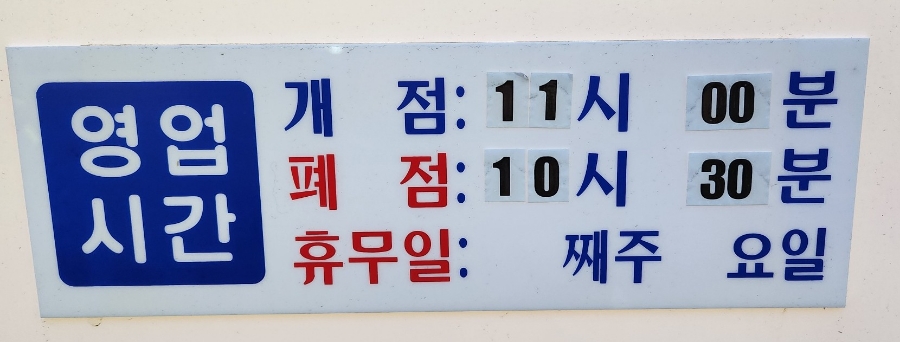 영업
시간
개 점: 11시 00분
폐 점: 10시 30분
휴무일: 째주 요일